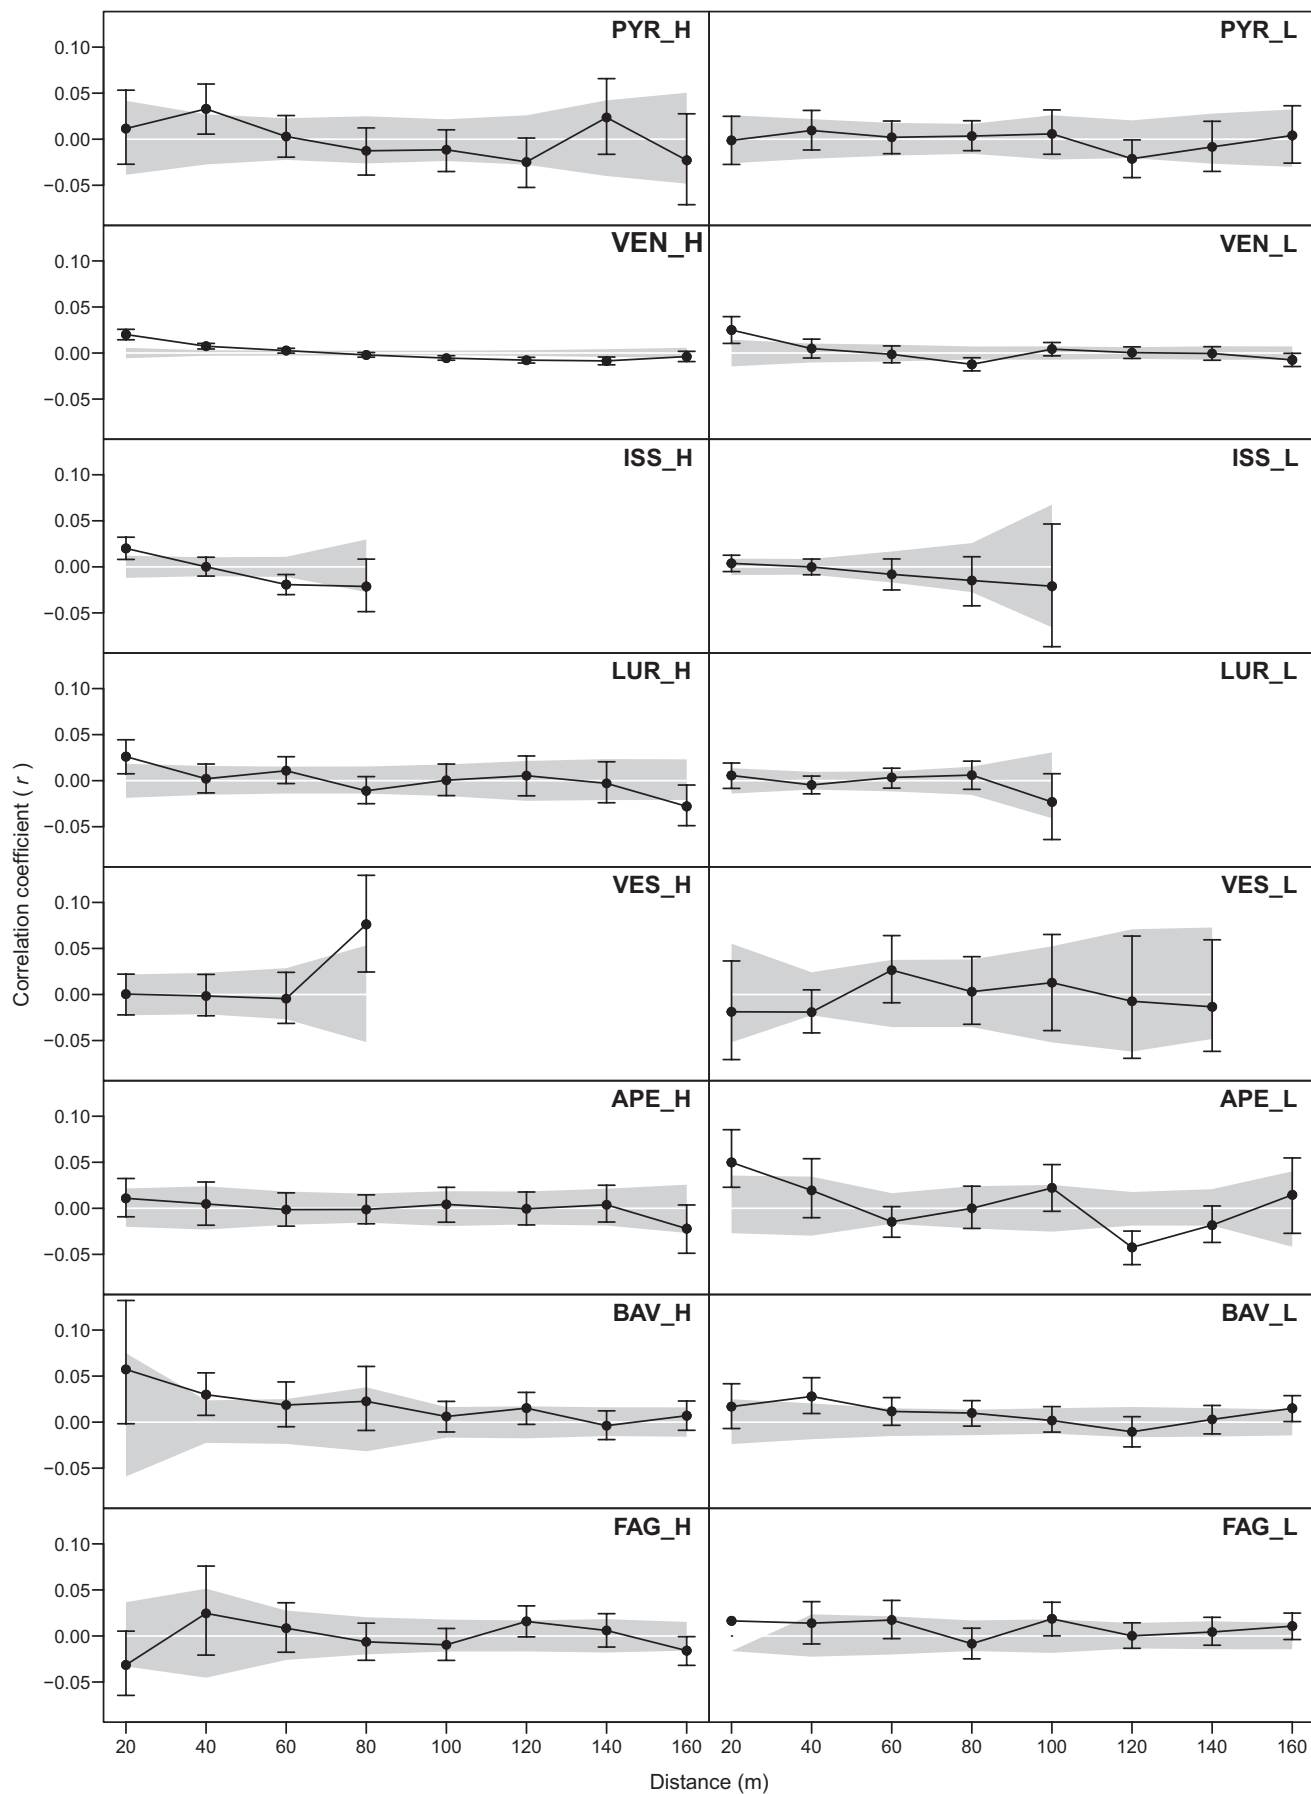 PYR_H PYR_L
0.10
0.05
0.00
−0.05
VEN_H VEN_L
0.10
0.05
0.00
−0.05
ISS_H ISS_L
0.10
0.05
0.00
−0.05
LUR_H LUR_L
0.10
0.05
0.00
−0.05
VES_H VES_L
0.10
0.05
0.00
−0.05
APE_H APE_L
0.10
0.05
0.00
−0.05
BAV_H BAV_L
0.10
0.05
0.00
−0.05
FAG_H FAG_L
0.10
0.05
0.00
−0.05
Correlation coefficient ( r )
20 40 60 80 100 120 140 160 20 40 60 80 100 120 140 160
Distance (m)